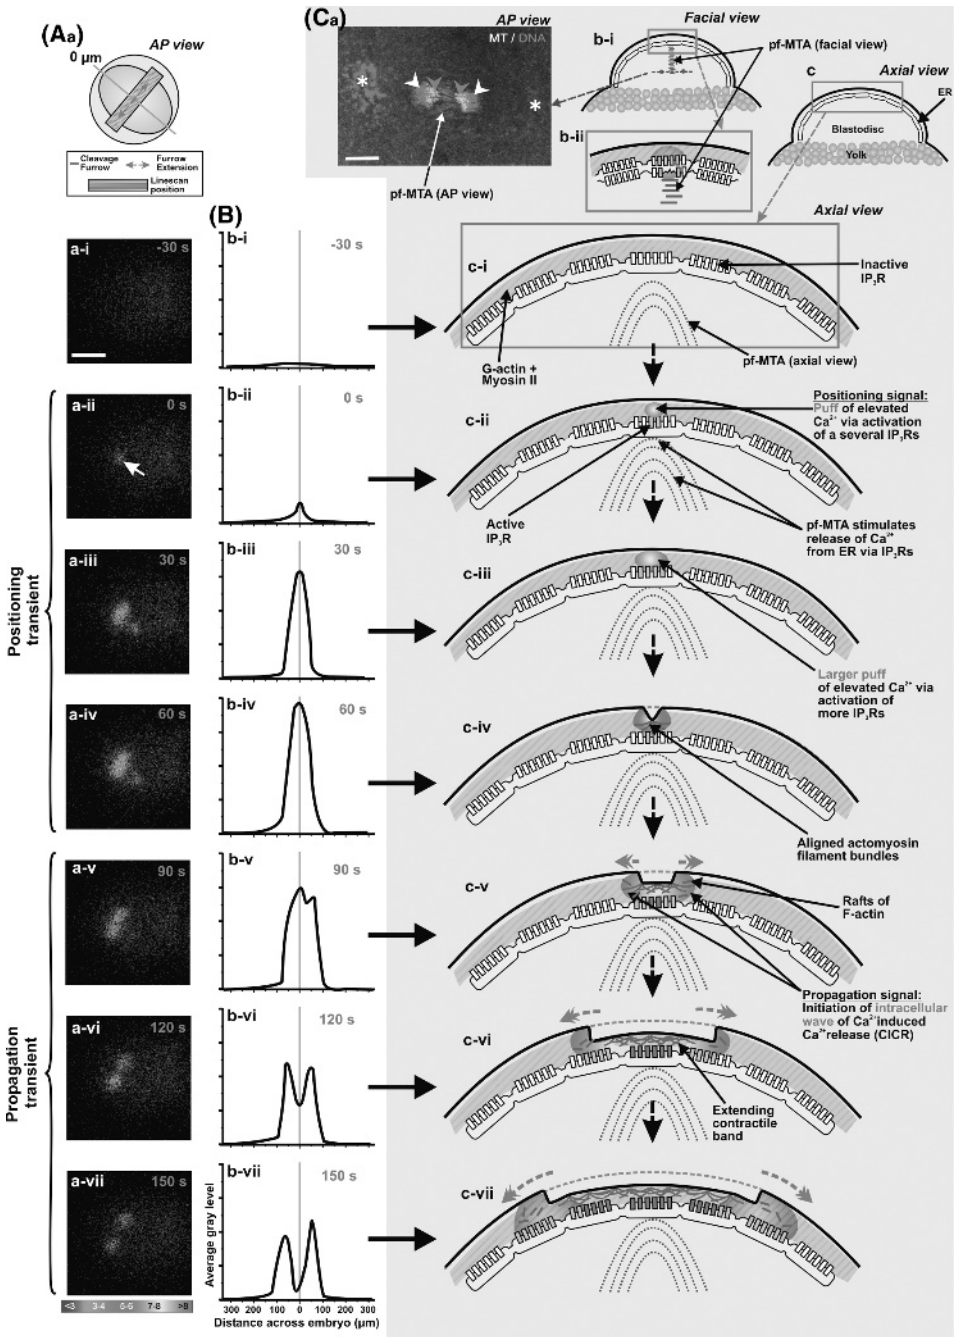 (Aa)
AP view
0 µm
Cleavage
Furrow
Furrow
Extension
Linescan
position
(Ca)
AP view
MT / DNA
*
*
pf-MTA (AP view)
Facial view
b-i
pf-MTA (facial view)
b-ii
c
Axial view
ER
Blastodisc
Yolk
(B)
Axial view
a-i
-30 s
b-i
-30 s
c-i
Inactive
IP₃R
G-actin +
Myosin II
pf-MTA (axial view)
Positioning
transient
a-ii
0 s
b-ii
0 s
c-ii
Positioning signal:
Puff of elevated
Ca²⁺ via activation
of a several IP₃Rs
Active
IP₃R
pf-MTA stimulates
release of Ca²⁺
from ER via IP₃Rs
a-iii
30 s
b-iii
30 s
c-iii
Larger puff
of elevated Ca²⁺ via
activation of
more IP₃Rs
a-iv
60 s
b-iv
60 s
c-iv
Aligned actomyosin
filament bundles
Propagation
transient
a-v
90 s
b-v
90 s
c-v
Rafts of
F-actin
Propagation signal:
Initiation of intracellular
wave of Ca²⁺induced
Ca²⁺release (CICR)
a-vi
120 s
b-vi
120 s
c-vi
Extending
contractile
band
a-vii
150 s
b-vii
150 s
c-vii
Average gray level
<3 3-4 5-6 7-8 >8
300 100 0 100 300
Distance across embryo (µm)